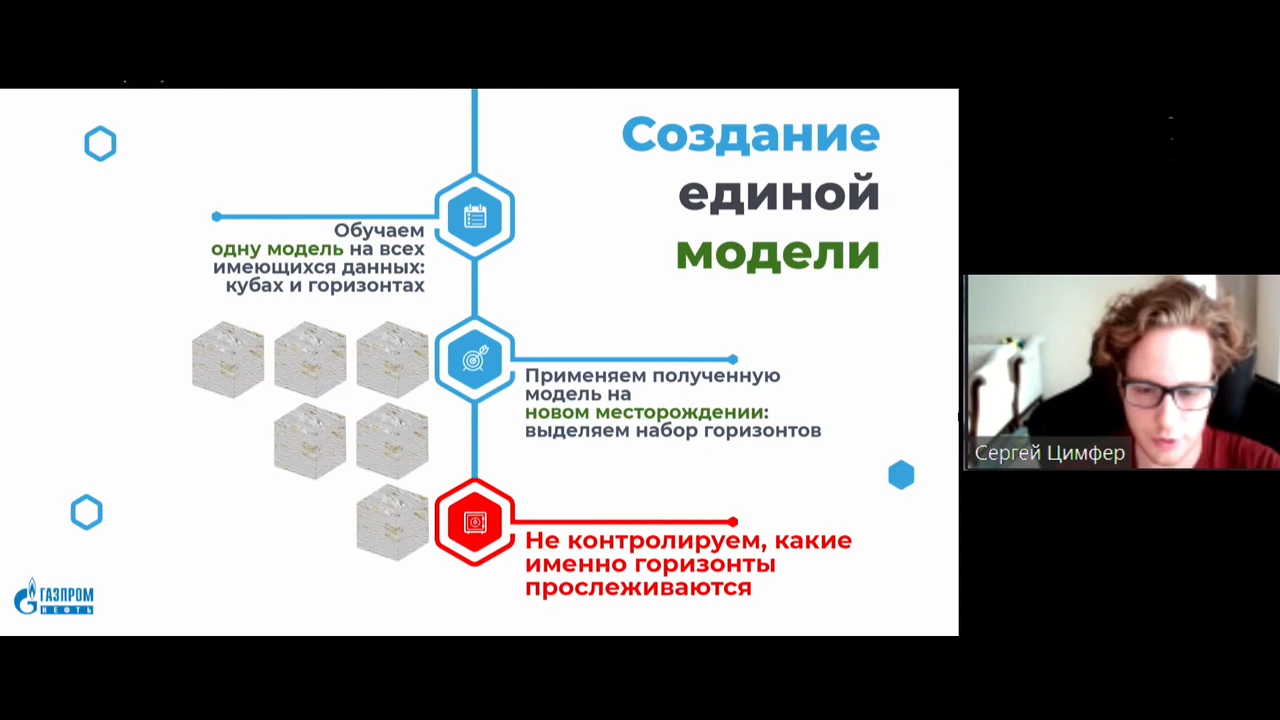 Создание
единой
модели
Обучаем
одну модель на всех
имеющихся данных:
кубах и горизонтах
Применяем полученную
модель на
новом месторождении:
выделяем набор горизонтов
Не контролируем, какие
именно горизонты
прослеживаются
ГАЗПРОМ
НЕФТЬ
Сергей Цимфер